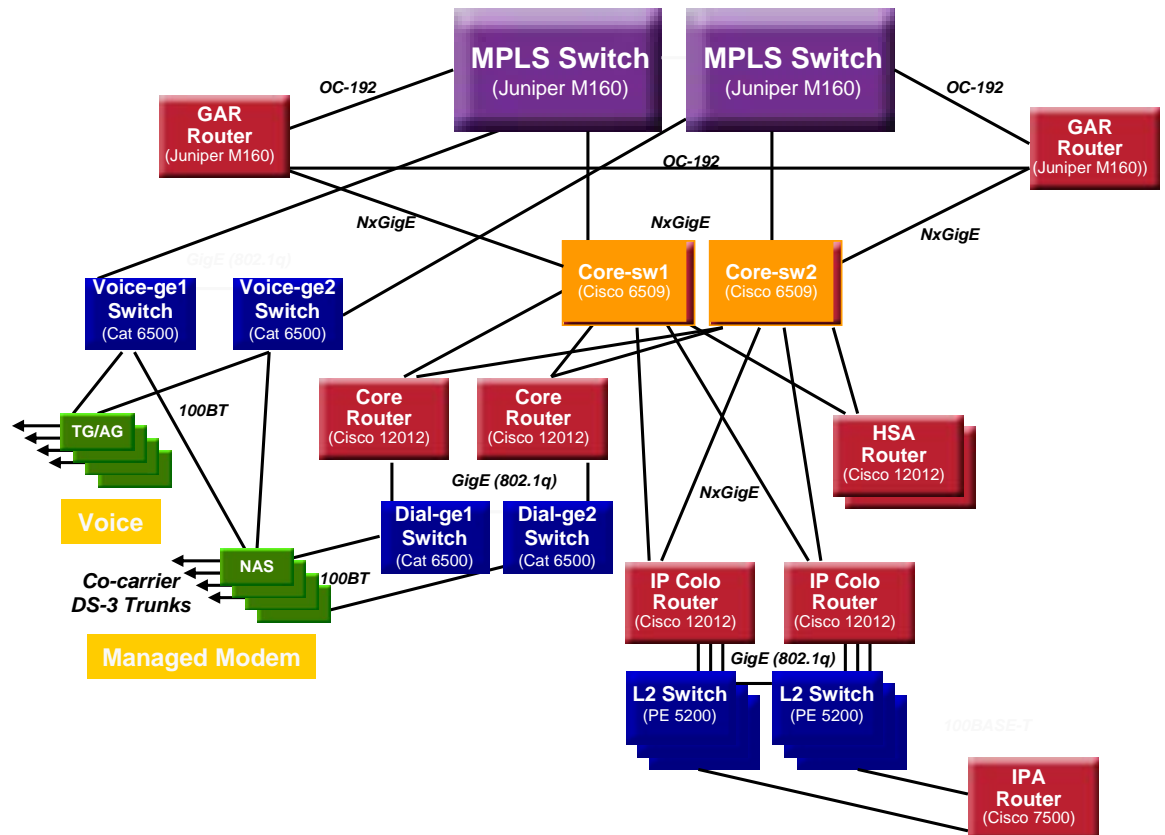 MPLS Switch
(Juniper M160)
MPLS Switch
(Juniper M160)
OC-192
OC-192
GAR
Router
(Juniper M160)
GAR
Router
(Juniper M160))
OC-192
NxGigE
NxGigE
NxGigE
GigE (802.1q)
Core-sw1
(Cisco 6509)
Core-sw2
(Cisco 6509)
Voice-ge1
Switch
(Cat 6500)
Voice-ge2
Switch
(Cat 6500)
Core
Router
(Cisco 12012)
Core
Router
(Cisco 12012)
100BT
TG/AG
HSA
Router
(Cisco 12012)
GigE (802.1q)
NxGigE
Voice
Dial-ge1
Switch
(Cat 6500)
Dial-ge2
Switch
(Cat 6500)
NAS
100BT
Co-carrier
DS-3 Trunks
IP Colo
Router
(Cisco 12012)
IP Colo
Router
(Cisco 12012)
Managed Modem
GigE (802.1q)
L2 Switch
(PE 5200)
L2 Switch
(PE 5200)
100BASE-T
IPA
Router
(Cisco 7500)